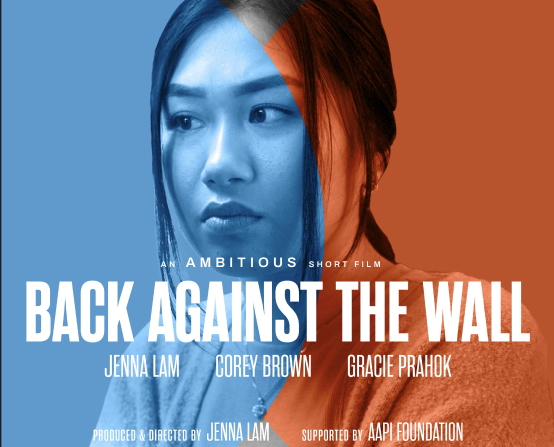 AN AMBITIOUS SHORT FILM
BACK AGAINST THE WALL
JENNA LAM COREY BROWN GRACIE PRAHOK
PRODUCED & DIRECTED BY JENNA LAM SUPPORTED BY AAPI FOUNDATION